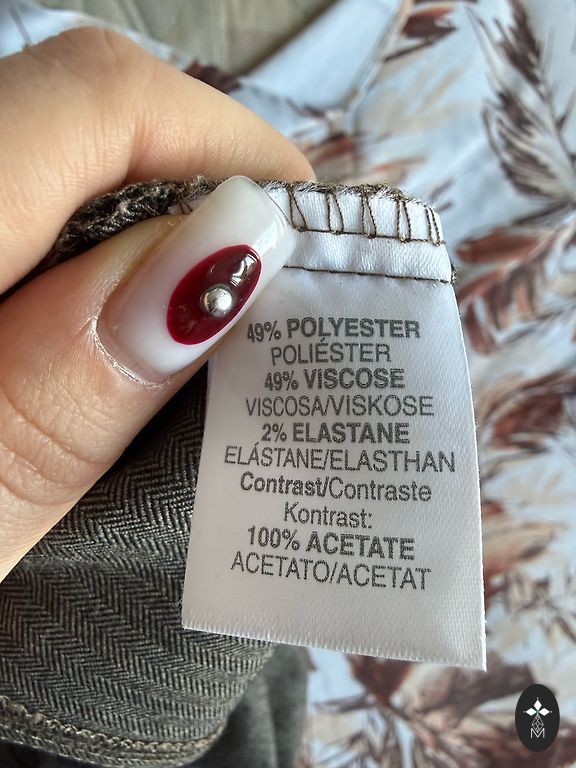 49% POLYESTER
POLIÉSTER
49% VISCOSE
VISCOSA/VISKOSE
2% ELASTANE
ELÁSTANE/ELASTHAN
Contrast/Contraste
Kontrast:
100% ACETATE
ACETATO/ACETAT